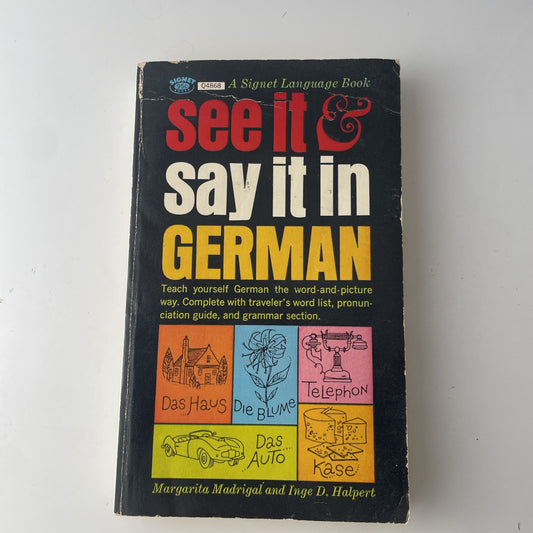 SIGNET
BOOKS
Q4868
A Signet Language Book
see it &
say it in
GERMAN
Teach yourself German the word-and-picture
way. Complete with traveler's word list, pronun-
ciation guide, and grammar section.
Das Haus
Die Blume
Telephon
Das
Auto
Käse
Margarita Madrigal and Inge D. Halpert